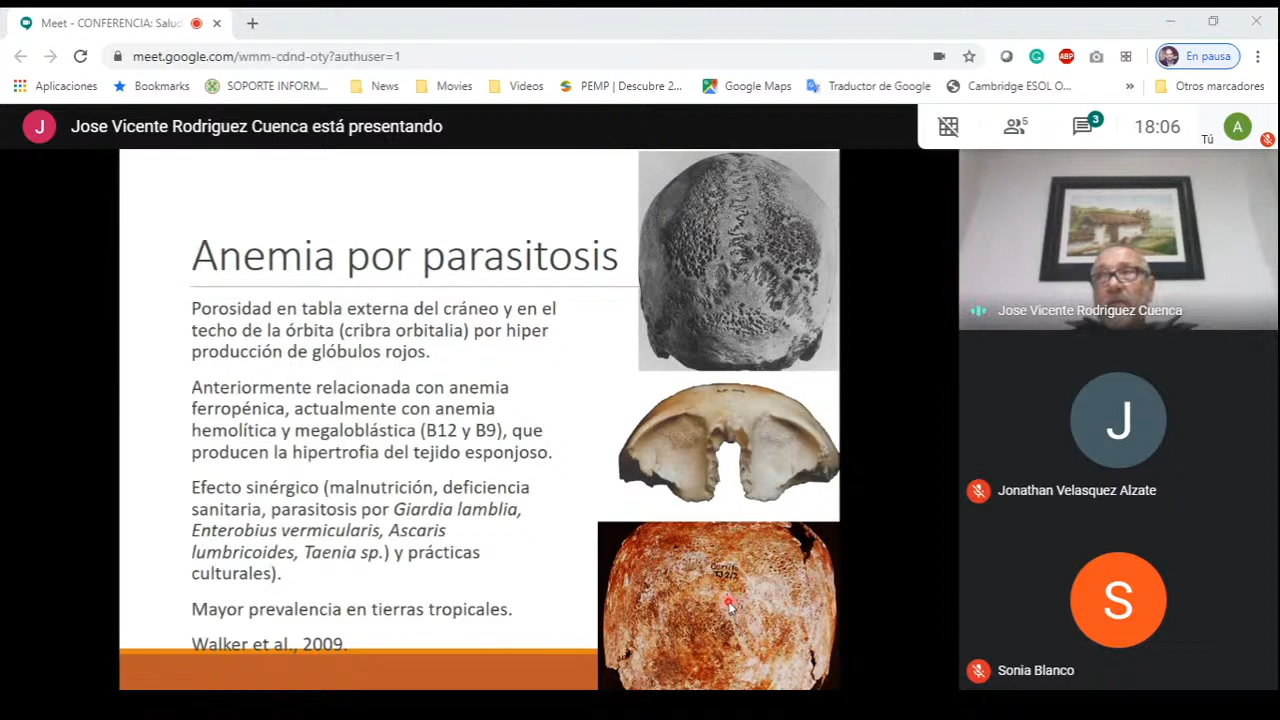 Meet - CONFERENCIA: Salud
meet.google.com/wmm-cdnd-oty?authuser=1
En pausa
Aplicaciones
Bookmarks
SOPORTE INFORM...
News
Movies
Videos
PEMP | Descubre 2...
Google Maps
Traductor de Google
Cambridge ESOL O...
»
Otros marcadores
J
Jose Vicente Rodriguez Cuenca está presentando
5
3
18:06
Tú
A
Anemia por parasitosis
Porosidad en tabla externa del cráneo y en el
techo de la órbita (cribra orbitalia) por hiper
producción de glóbulos rojos.
Anteriormente relacionada con anemia
ferropénica, actualmente con anemia
hemolítica y megaloblástica (B12 y B9), que
producen la hipertrofia del tejido esponjoso.
Efecto sinérgico (malnutrición, deficiencia
sanitaria, parasitosis por Giardia lamblia,
Enterobius vermicularis, Ascaris
lumbricoides, Taenia sp.) y prácticas
culturales).
Mayor prevalencia en tierras tropicales.
Walker et al., 2009.
Jose Vicente Rodriguez Cuenca
J
Jonathan Velasquez Alzate
S
Sonia Blanco